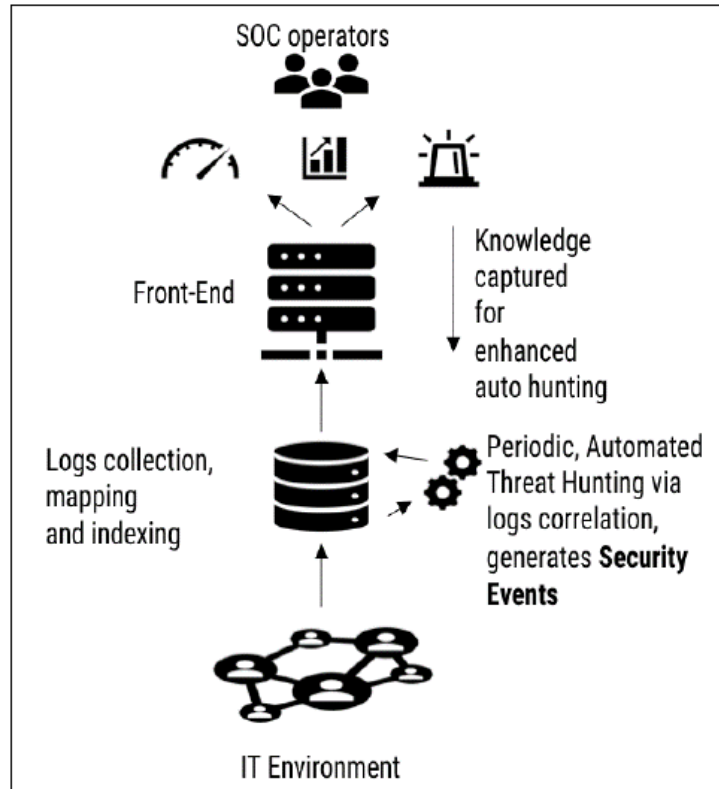 SOC operators
Front-End
Knowledge
captured
for
enhanced
auto hunting
Logs collection,
mapping
and indexing
Periodic, Automated
Threat Hunting via
logs correlation,
generates Security
Events
IT Environment